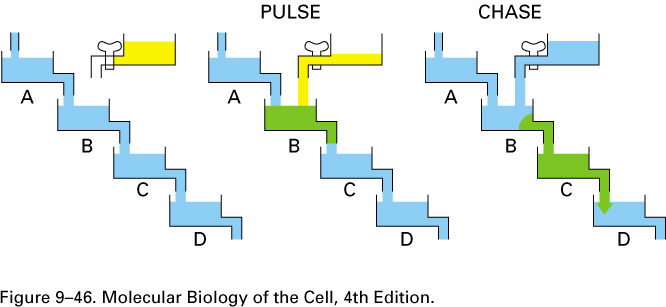 PULSE
CHASE
A
B
C
D
A
B
C
D
A
B
C
D
Figure 9–46. Molecular Biology of the Cell, 4th Edition.